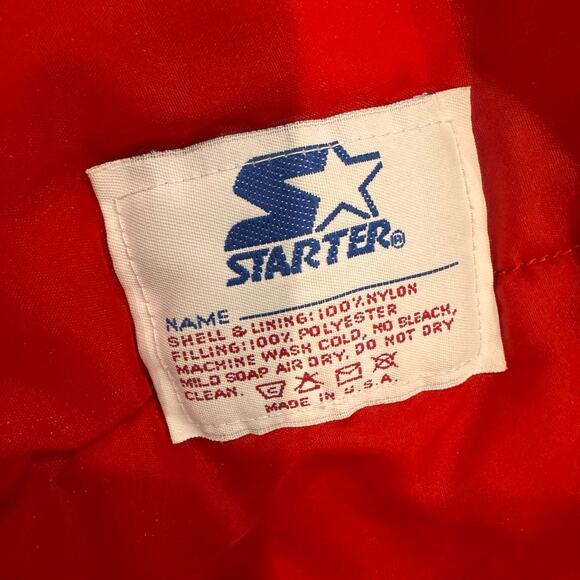 STARTER®
NAME
SHELL & LINING:100% NYLON
FILLING:100% POLYESTER
MACHINE WASH COLD, NO BLEACH,
MILD SOAP AIR DRY. DO NOT DRY
CLEAN.
MADE IN U.S.A.